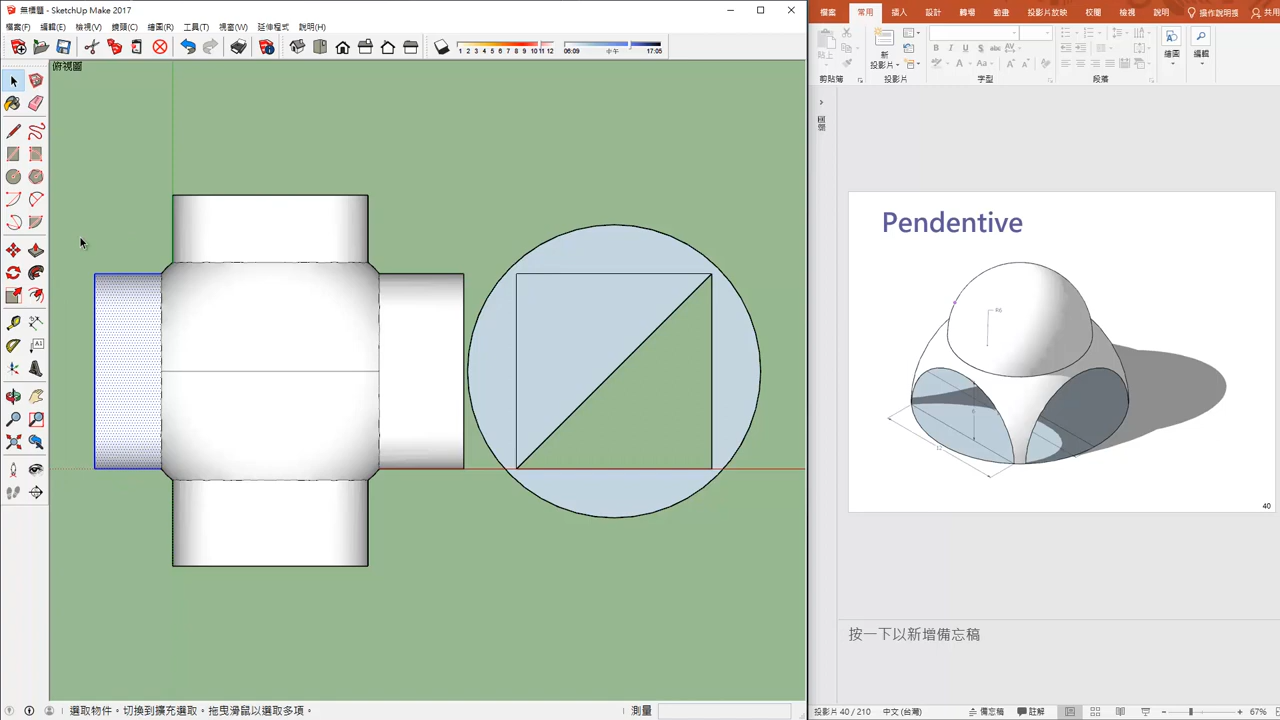 無標題 - SketchUp Make 2017
檔案(F) 編輯(E) 檢視(V) 鏡頭(C) 繪圖(R) 工具(T) 視窗(W) 延伸程式 說明(H)
1 2 3 4 5 6 7 8 9 10 11 12 06:09 小午 17:05
俯視圖
A1
選取物件。切換到擴充選取。拖曳滑鼠以選取多項。
測量
檔案 常用 插入 設計 轉場 動畫 投影片放映 校閱 檢視 說明 操作說明 共用
貼上
新
投影片
繪圖 編輯
剪貼簿 投影片 字型 段落
Pendentive
R6
40
按一下以新增備忘稿
投影片 40 / 210 中文 (台灣) 備忘稿 註解 67%